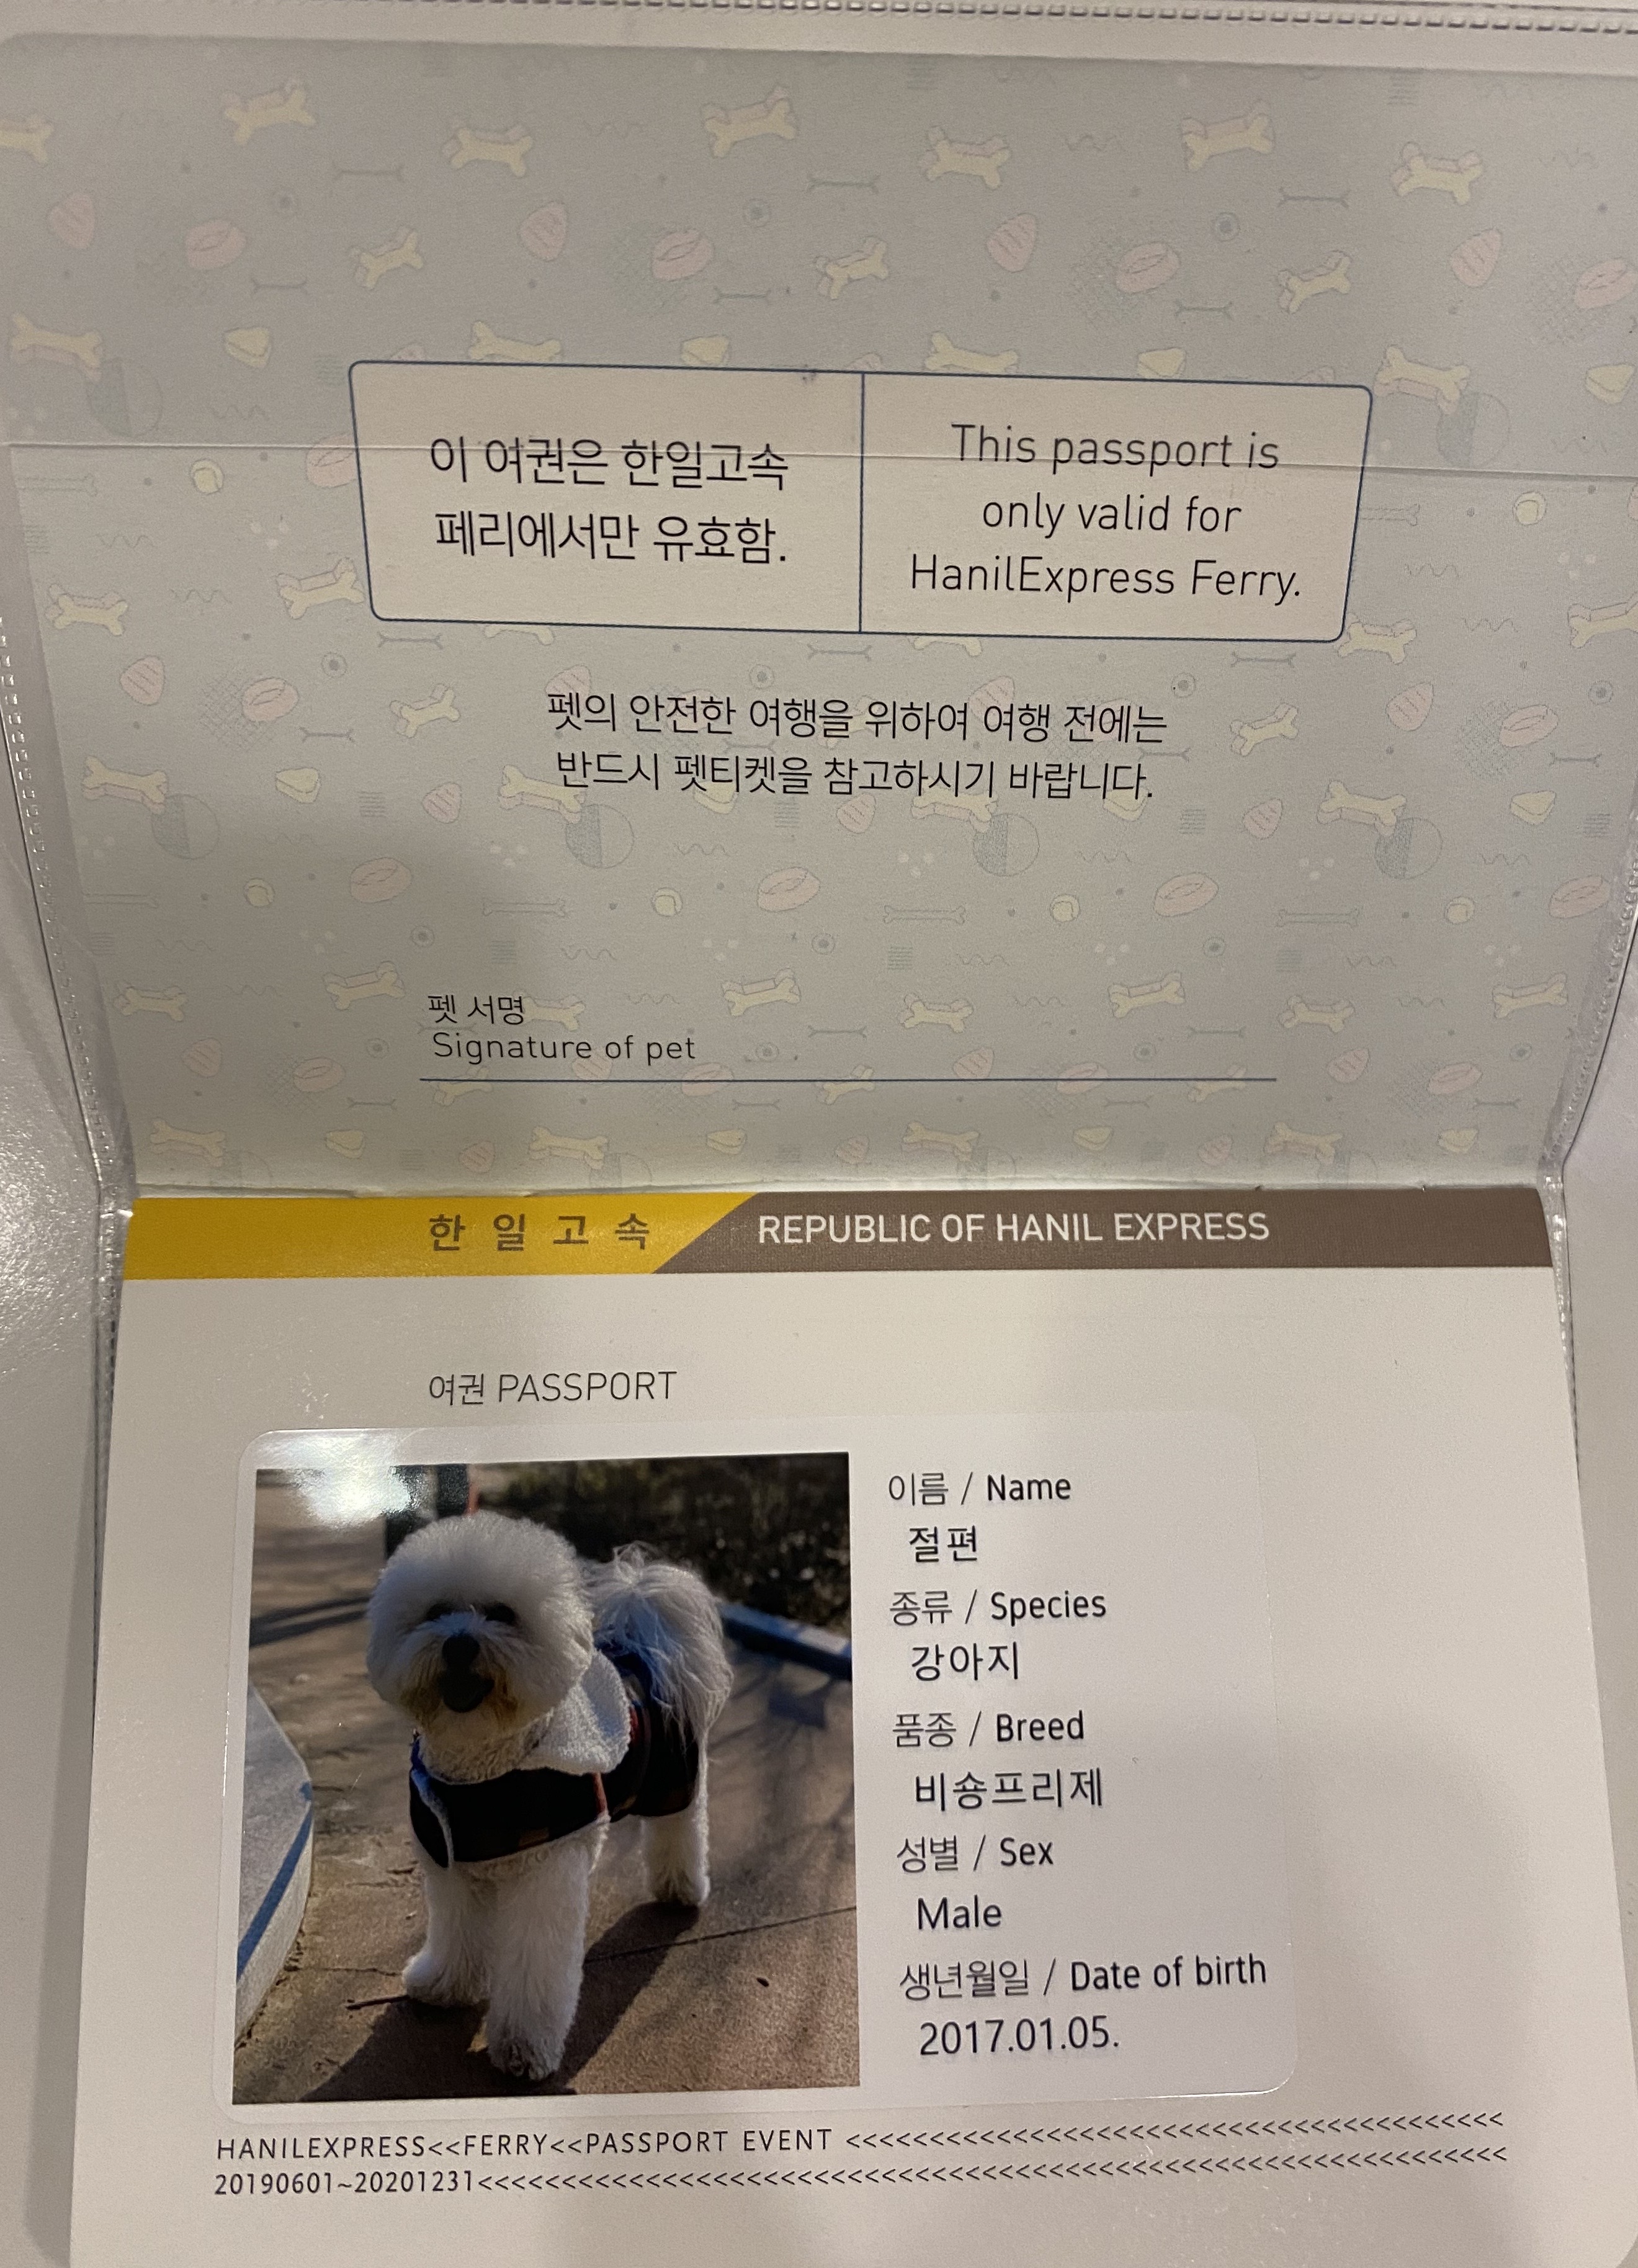 이 여권은 한일고속
페리에서만 유효함.
This passport is
only valid for
HanilExpress Ferry.
펫의 안전한 여행을 위하여 여행 전에는
반드시 펫티켓을 참고하시기 바랍니다.
펫 서명
Signature of pet
한 일 고 속 REPUBLIC OF HANIL EXPRESS
여권 PASSPORT
이름 / Name
절편
종류 / Species
강아지
품종 / Breed
비숑프리제
성별 / Sex
Male
생년월일 / Date of birth
2017.01.05.
HANILEXPRESS<<FERRY<<PASSPORT EVENT <<<<<<<<<<<<<<<<<<<<<<<<<<<<<<<<<<<<<<<
20190601~20201231<<<<<<<<<<<<<<<<<<<<<<<<<<<<<<<<<<<<<<<<<<<<<<<<<<<<<<<<<<<<<